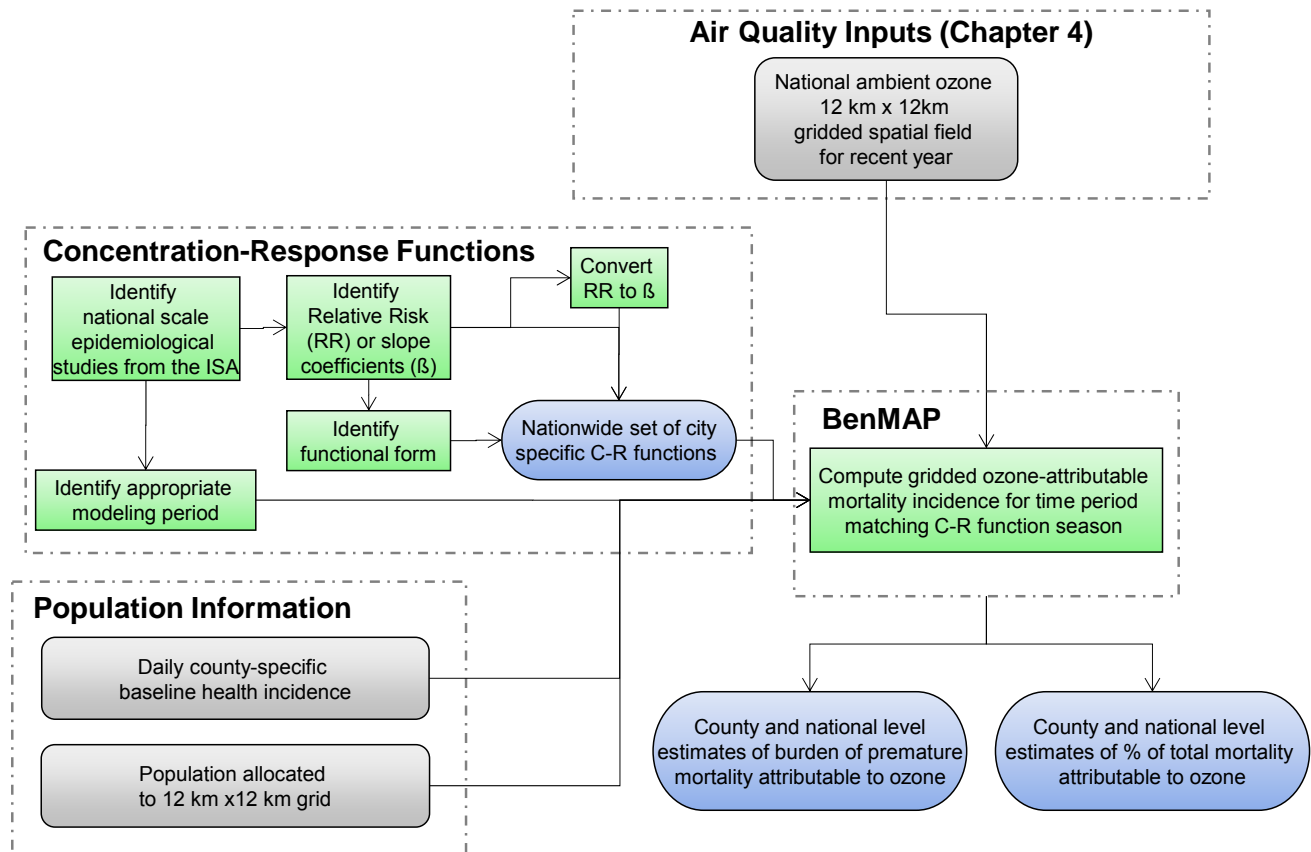 Air Quality Inputs (Chapter 4)
National ambient ozone
12 km x 12km
gridded spatial field
for recent year
Concentration-Response Functions
Identify
national scale
epidemiological
studies from the ISA
Identify
Relative Risk
(RR) or slope
coefficients (ß)
Convert
RR to ß
Identify
functional form
Nationwide set of city
specific C-R functions
Identify appropriate
modeling period
BenMAP
Compute gridded ozone-attributable
mortality incidence for time period
matching C-R function season
Population Information
Daily county-specific
baseline health incidence
Population allocated
to 12 km x12 km grid
County and national level
estimates of burden of premature
mortality attributable to ozone
County and national level
estimates of % of total mortality
attributable to ozone